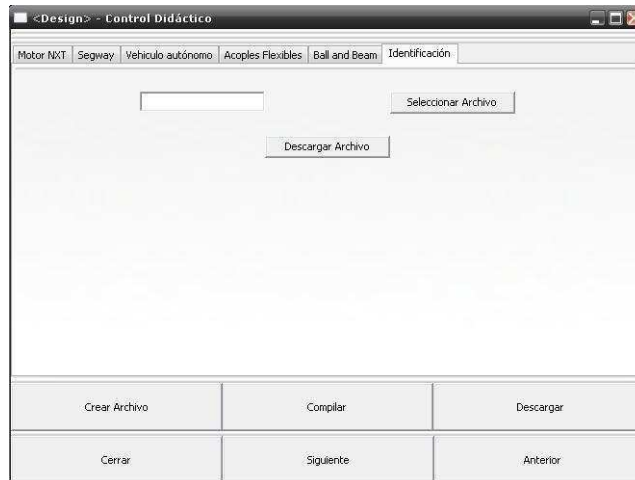 <Design> - Control Didáctico
Motor NXT Segway Vehiculo autónomo Acoples Flexibles Ball and Beam Identificación
Seleccionar Archivo
Descargar Archivo
Crear Archivo Compilar Descargar
Cerrar Siguiente Anterior